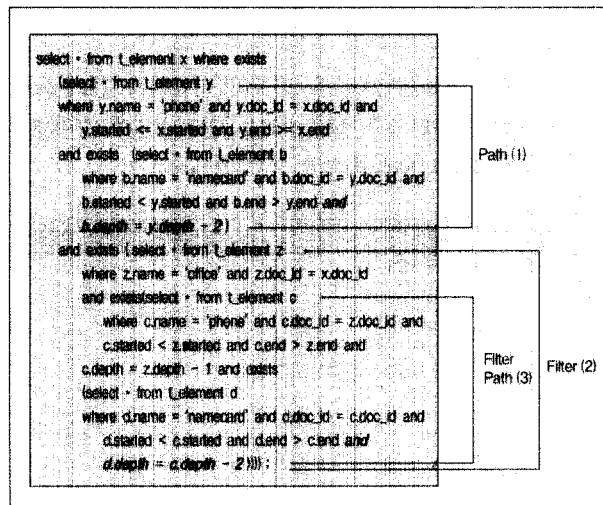 select * from t_element x where exists
(select * from t_element y
where y.name = 'phone' and y.doc_id = x.doc_id and
y.started <= x.started and y.end >= x.end
and exists (select * from t_element b
where b.name = 'namecard' and b.doc_id = y.doc_id and
b.started < y.started and b.end > y.end and
b.depth = y.depth - 2)
Path (1)
and exists (select * from t_element z
where z.name = 'office' and z.doc_id = x.doc_id
and exists(select * from t_element c
where c.name = 'phone' and c.doc_id = z.doc_id and
c.started < z.started and c.end > z.end and
c.depth = z.depth - 1 and exists
(select * from t_element d
where d.name = 'namecard' and d.doc_id = c.doc_id and
d.started < c.started and d.end > c.end and
d.depth = c.depth - 2)))) ;
Filter
Path (3)
Filter (2)